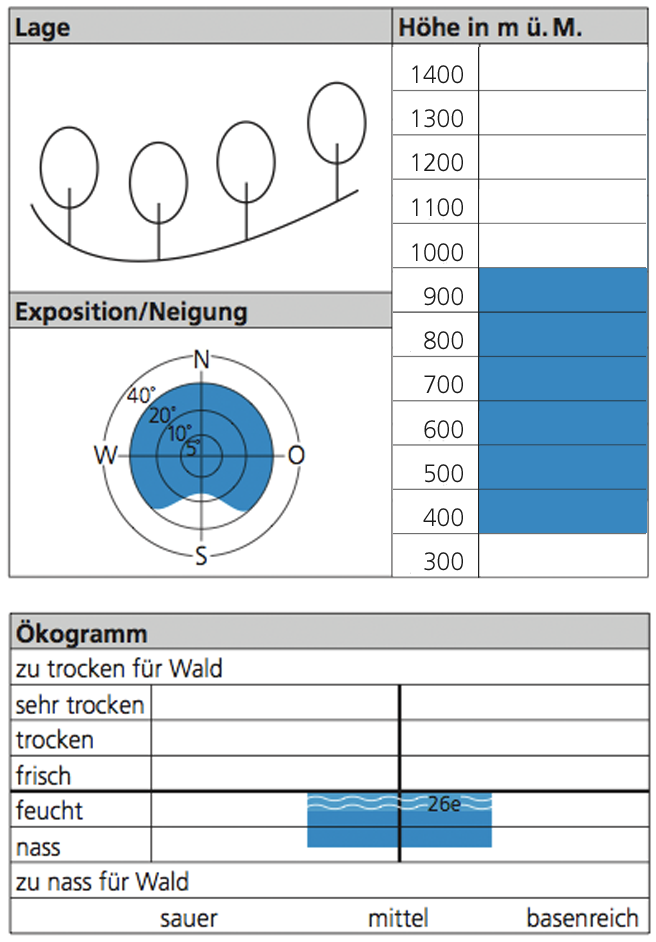 Lage
Höhe in m ü. M.
1400
1300
1200
1100
1000
900
800
700
600
500
400
300
Exposition/Neigung
N
40°
20°
10°
5°
W
O
S
Ökogramm
zu trocken für Wald
sehr trocken
trocken
frisch
feucht
26e
nass
zu nass für Wald
sauer mittel basenreich